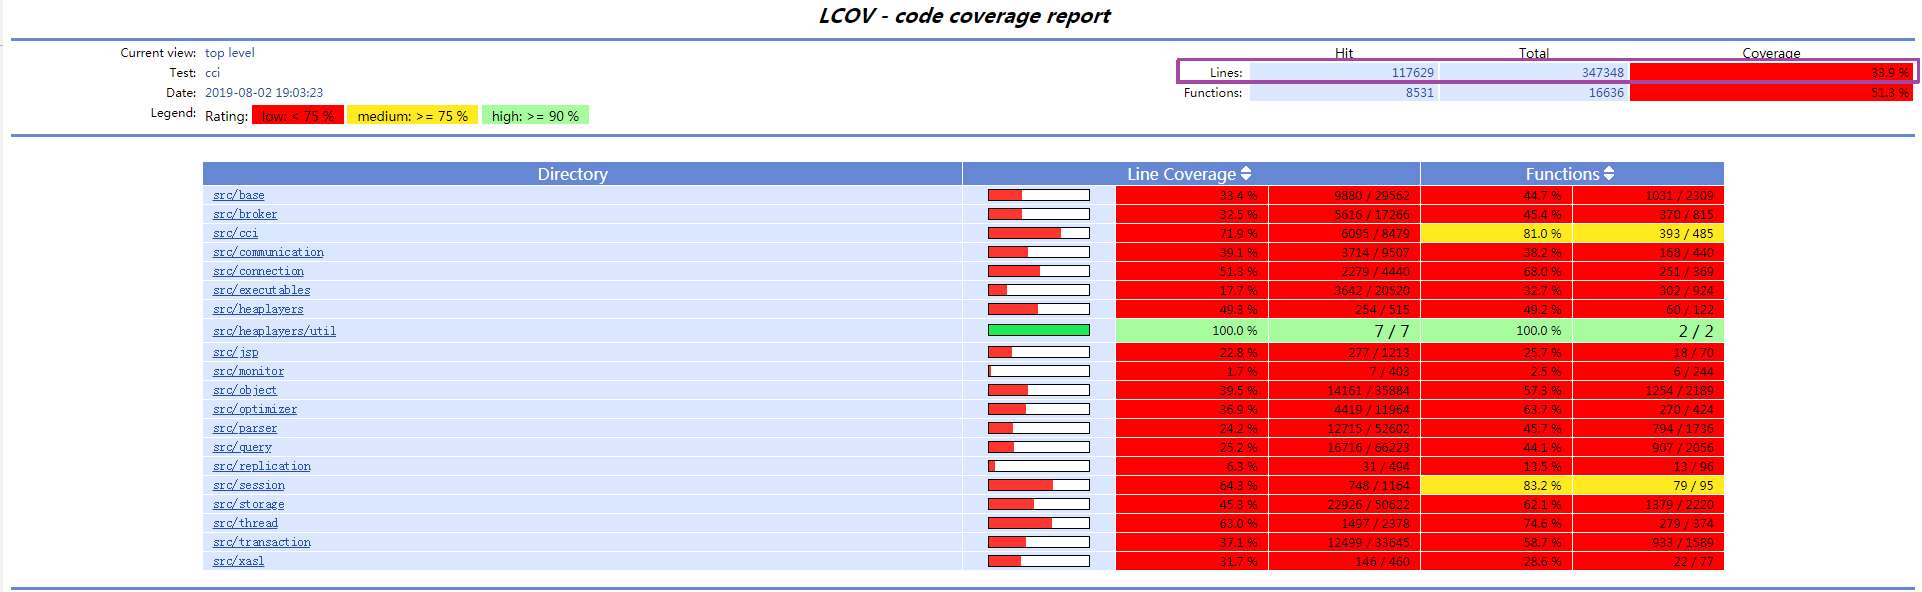 LCOV - code coverage report
Current view: top level
Test: cci
Date: 2019-08-02 19:03:23
Legend: Rating: low: < 75 % medium: >= 75 % high: >= 90 %
Hit Total Coverage
Lines: 117629 347348 33.9 %
Functions: 8531 16636 51.3 %
Directory Line Coverage Functions
src/base 33.4 % 9880 / 29562 44.7 % 1031 / 2309
src/broker 32.5 % 5616 / 17266 45.4 % 370 / 815
src/cci 71.9 % 6095 / 8479 81.0 % 393 / 485
src/communication 39.1 % 3714 / 9507 38.2 % 168 / 440
src/connection 51.3 % 2279 / 4440 68.0 % 251 / 369
src/executables 17.7 % 3642 / 20520 32.7 % 302 / 924
src/heaplayers 49.3 % 254 / 515 49.2 % 60 / 122
src/heaplayers/util 100.0 % 7 / 7 100.0 % 2 / 2
src/jsp 22.8 % 277 / 1213 25.7 % 18 / 70
src/monitor 1.7 % 7 / 403 2.5 % 6 / 244
src/object 39.5 % 14161 / 35884 57.3 % 1254 / 2189
src/optimizer 36.9 % 4419 / 11964 63.7 % 270 / 424
src/parser 24.2 % 12715 / 52602 45.7 % 794 / 1736
src/query 25.2 % 16716 / 66223 44.1 % 907 / 2056
src/replication 6.3 % 31 / 494 13.5 % 13 / 96
src/session 64.3 % 748 / 1164 83.2 % 79 / 95
src/storage 45.3 % 22926 / 50622 62.1 % 1379 / 2220
src/thread 63.0 % 1497 / 2378 74.6 % 279 / 374
src/transaction 37.1 % 12499 / 33645 58.7 % 933 / 1589
src/xasl 31.7 % 146 / 460 28.6 % 22 / 77